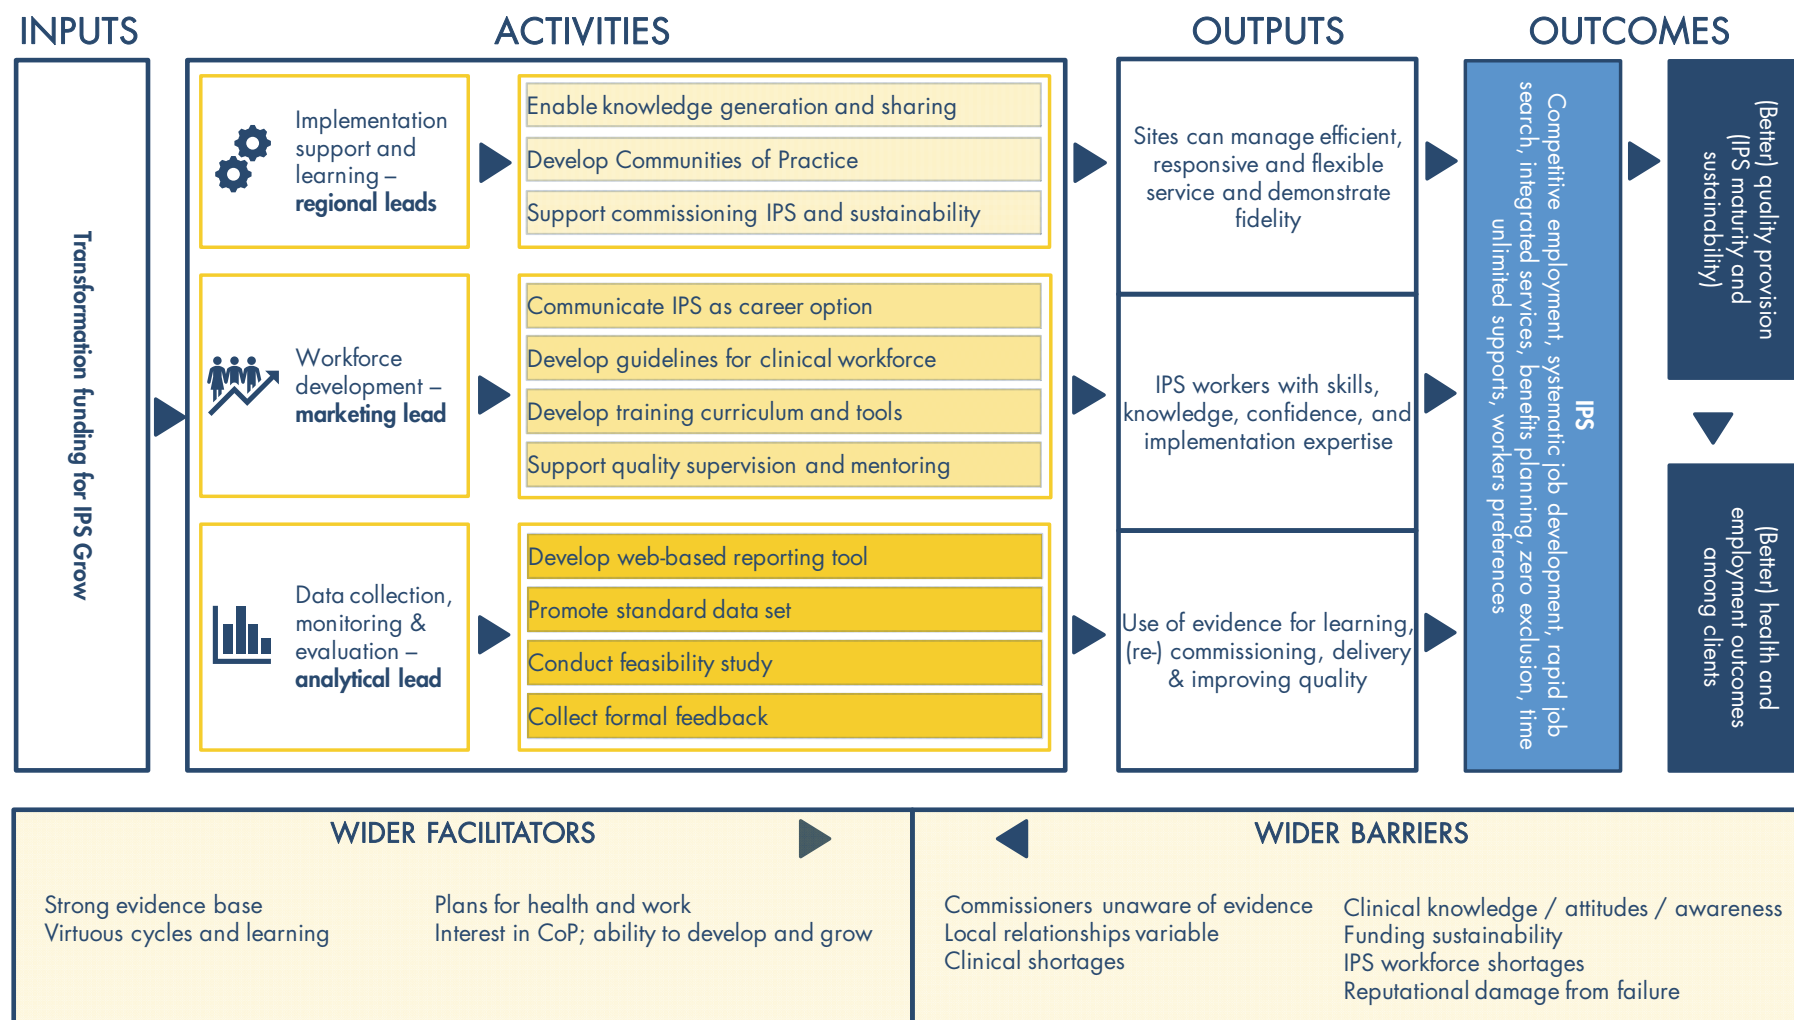 INPUTS
ACTIVITIES
OUTPUTS
OUTCOMES
Transformation funding for IPS Grow
Implementation
support and
learning –
regional leads
Enable knowledge generation and sharing
Develop Communities of Practice
Support commissioning IPS and sustainability
Workforce
development –
marketing lead
Communicate IPS as career option
Develop guidelines for clinical workforce
Develop training curriculum and tools
Support quality supervision and mentoring
Data collection,
monitoring &
evaluation –
analytical lead
Develop web-based reporting tool
Promote standard data set
Conduct feasibility study
Collect formal feedback
Sites can manage efficient,
responsive and flexible
service and demonstrate
fidelity
IPS workers with skills,
knowledge, confidence, and
implementation expertise
Use of evidence for learning,
(re-) commissioning, delivery
& improving quality
IPS
Competitive employment, systematic job development, rapid job
search, integrated services, benefits planning, zero exclusion, time
unlimited supports, workers preferences
(Better) quality provision
(IPS maturity and
sustainability)
(Better) health and
employment outcomes
among clients
WIDER FACILITATORS
Strong evidence base
Virtuous cycles and learning
Plans for health and work
Interest in CoP; ability to develop and grow
WIDER BARRIERS
Commissioners unaware of evidence
Local relationships variable
Clinical shortages
Clinical knowledge / attitudes / awareness
Funding sustainability
IPS workforce shortages
Reputational damage from failure